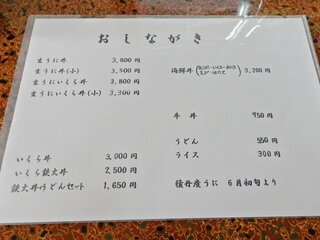 おしながき
生うに丼 3,800円
生うに丼(小) 3,300円
生うにいくら丼 3,800円
生うにいくら丼(小) 3,300円
いくら丼 3,000円
いくら鉄火丼 2,500円
鉄火丼うどんセット 1,650円
海鮮丼 3,200円
牛丼 950円
うどん 550円
ライス 300円
積丹産うに 6月初旬より